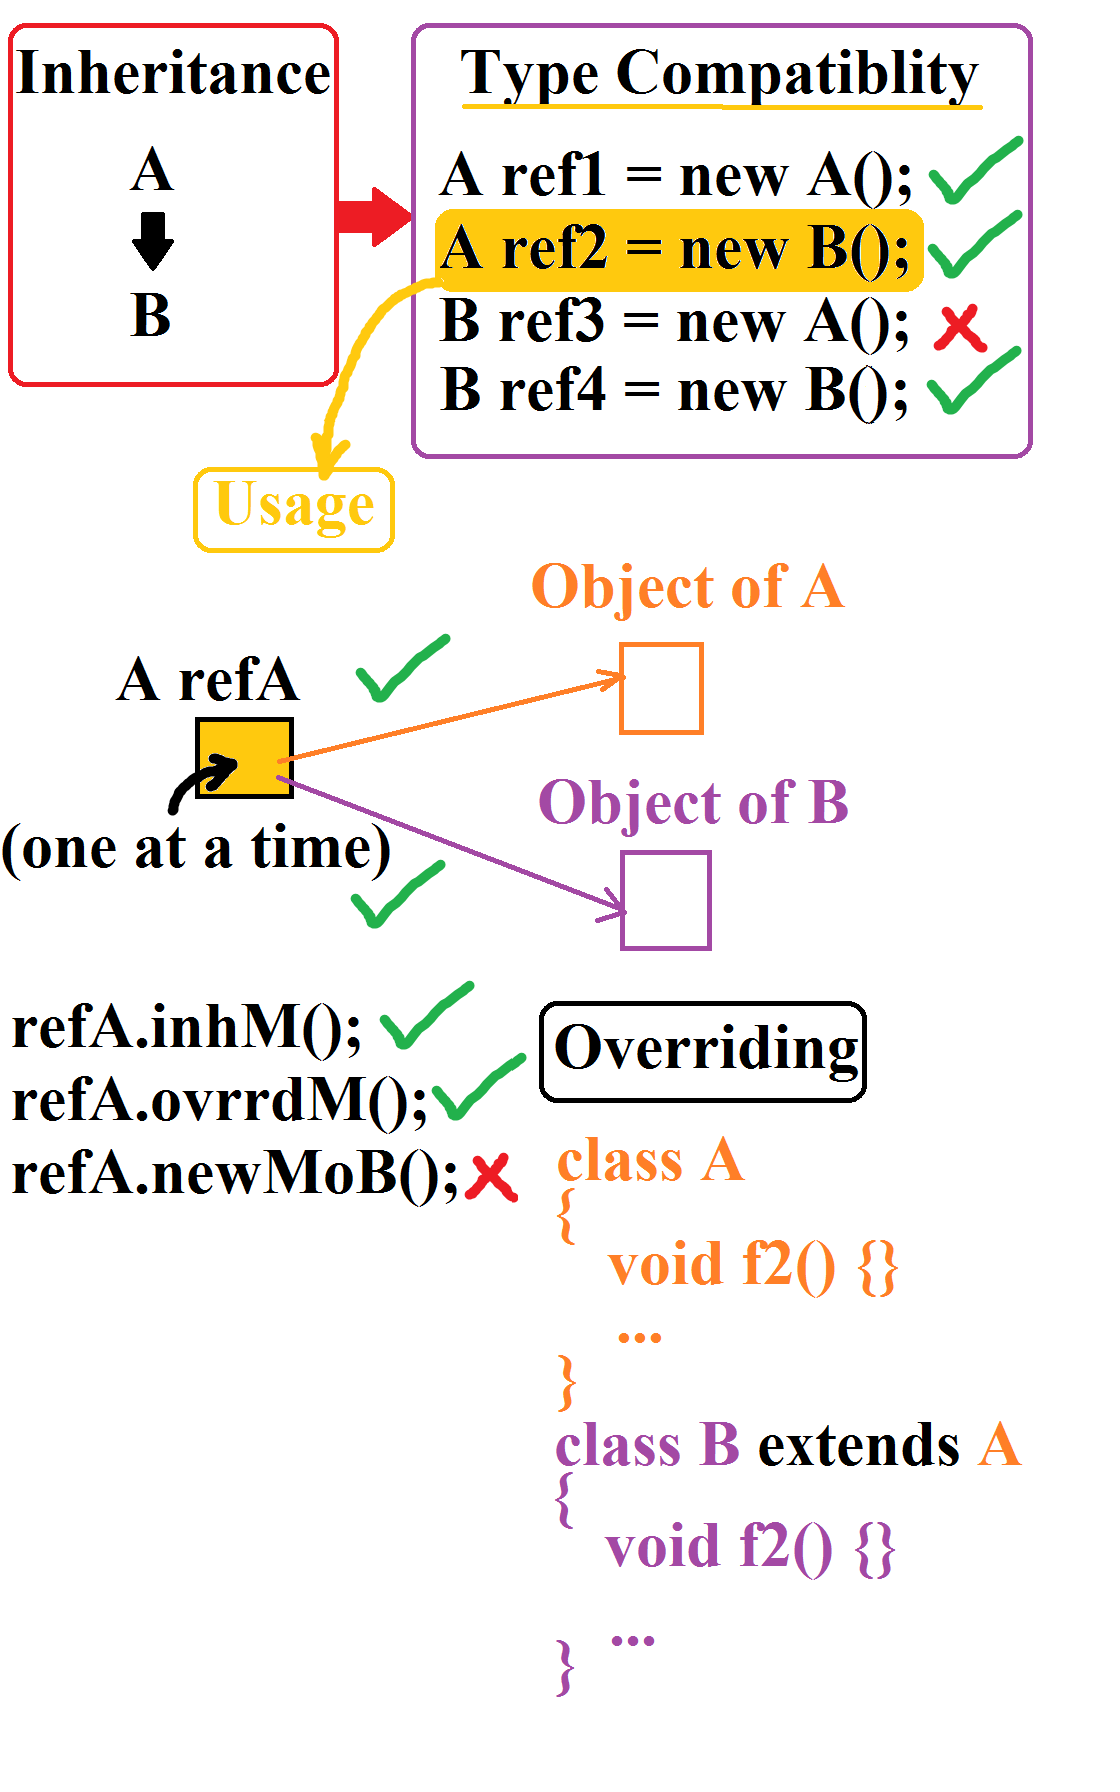 Inheritance
A
B
Type Compatiblity
A ref1 = new A();
A ref2 = new B();
B ref3 = new A();
B ref4 = new B();
Usage
Object of A
A refA
(one at a time)
Object of B
refA.inhM();
refA.ovrrdM();
refA.newMoB();
Overriding
class A
{
void f2() {}
...
}
class B extends A
{
void f2() {}
...
}